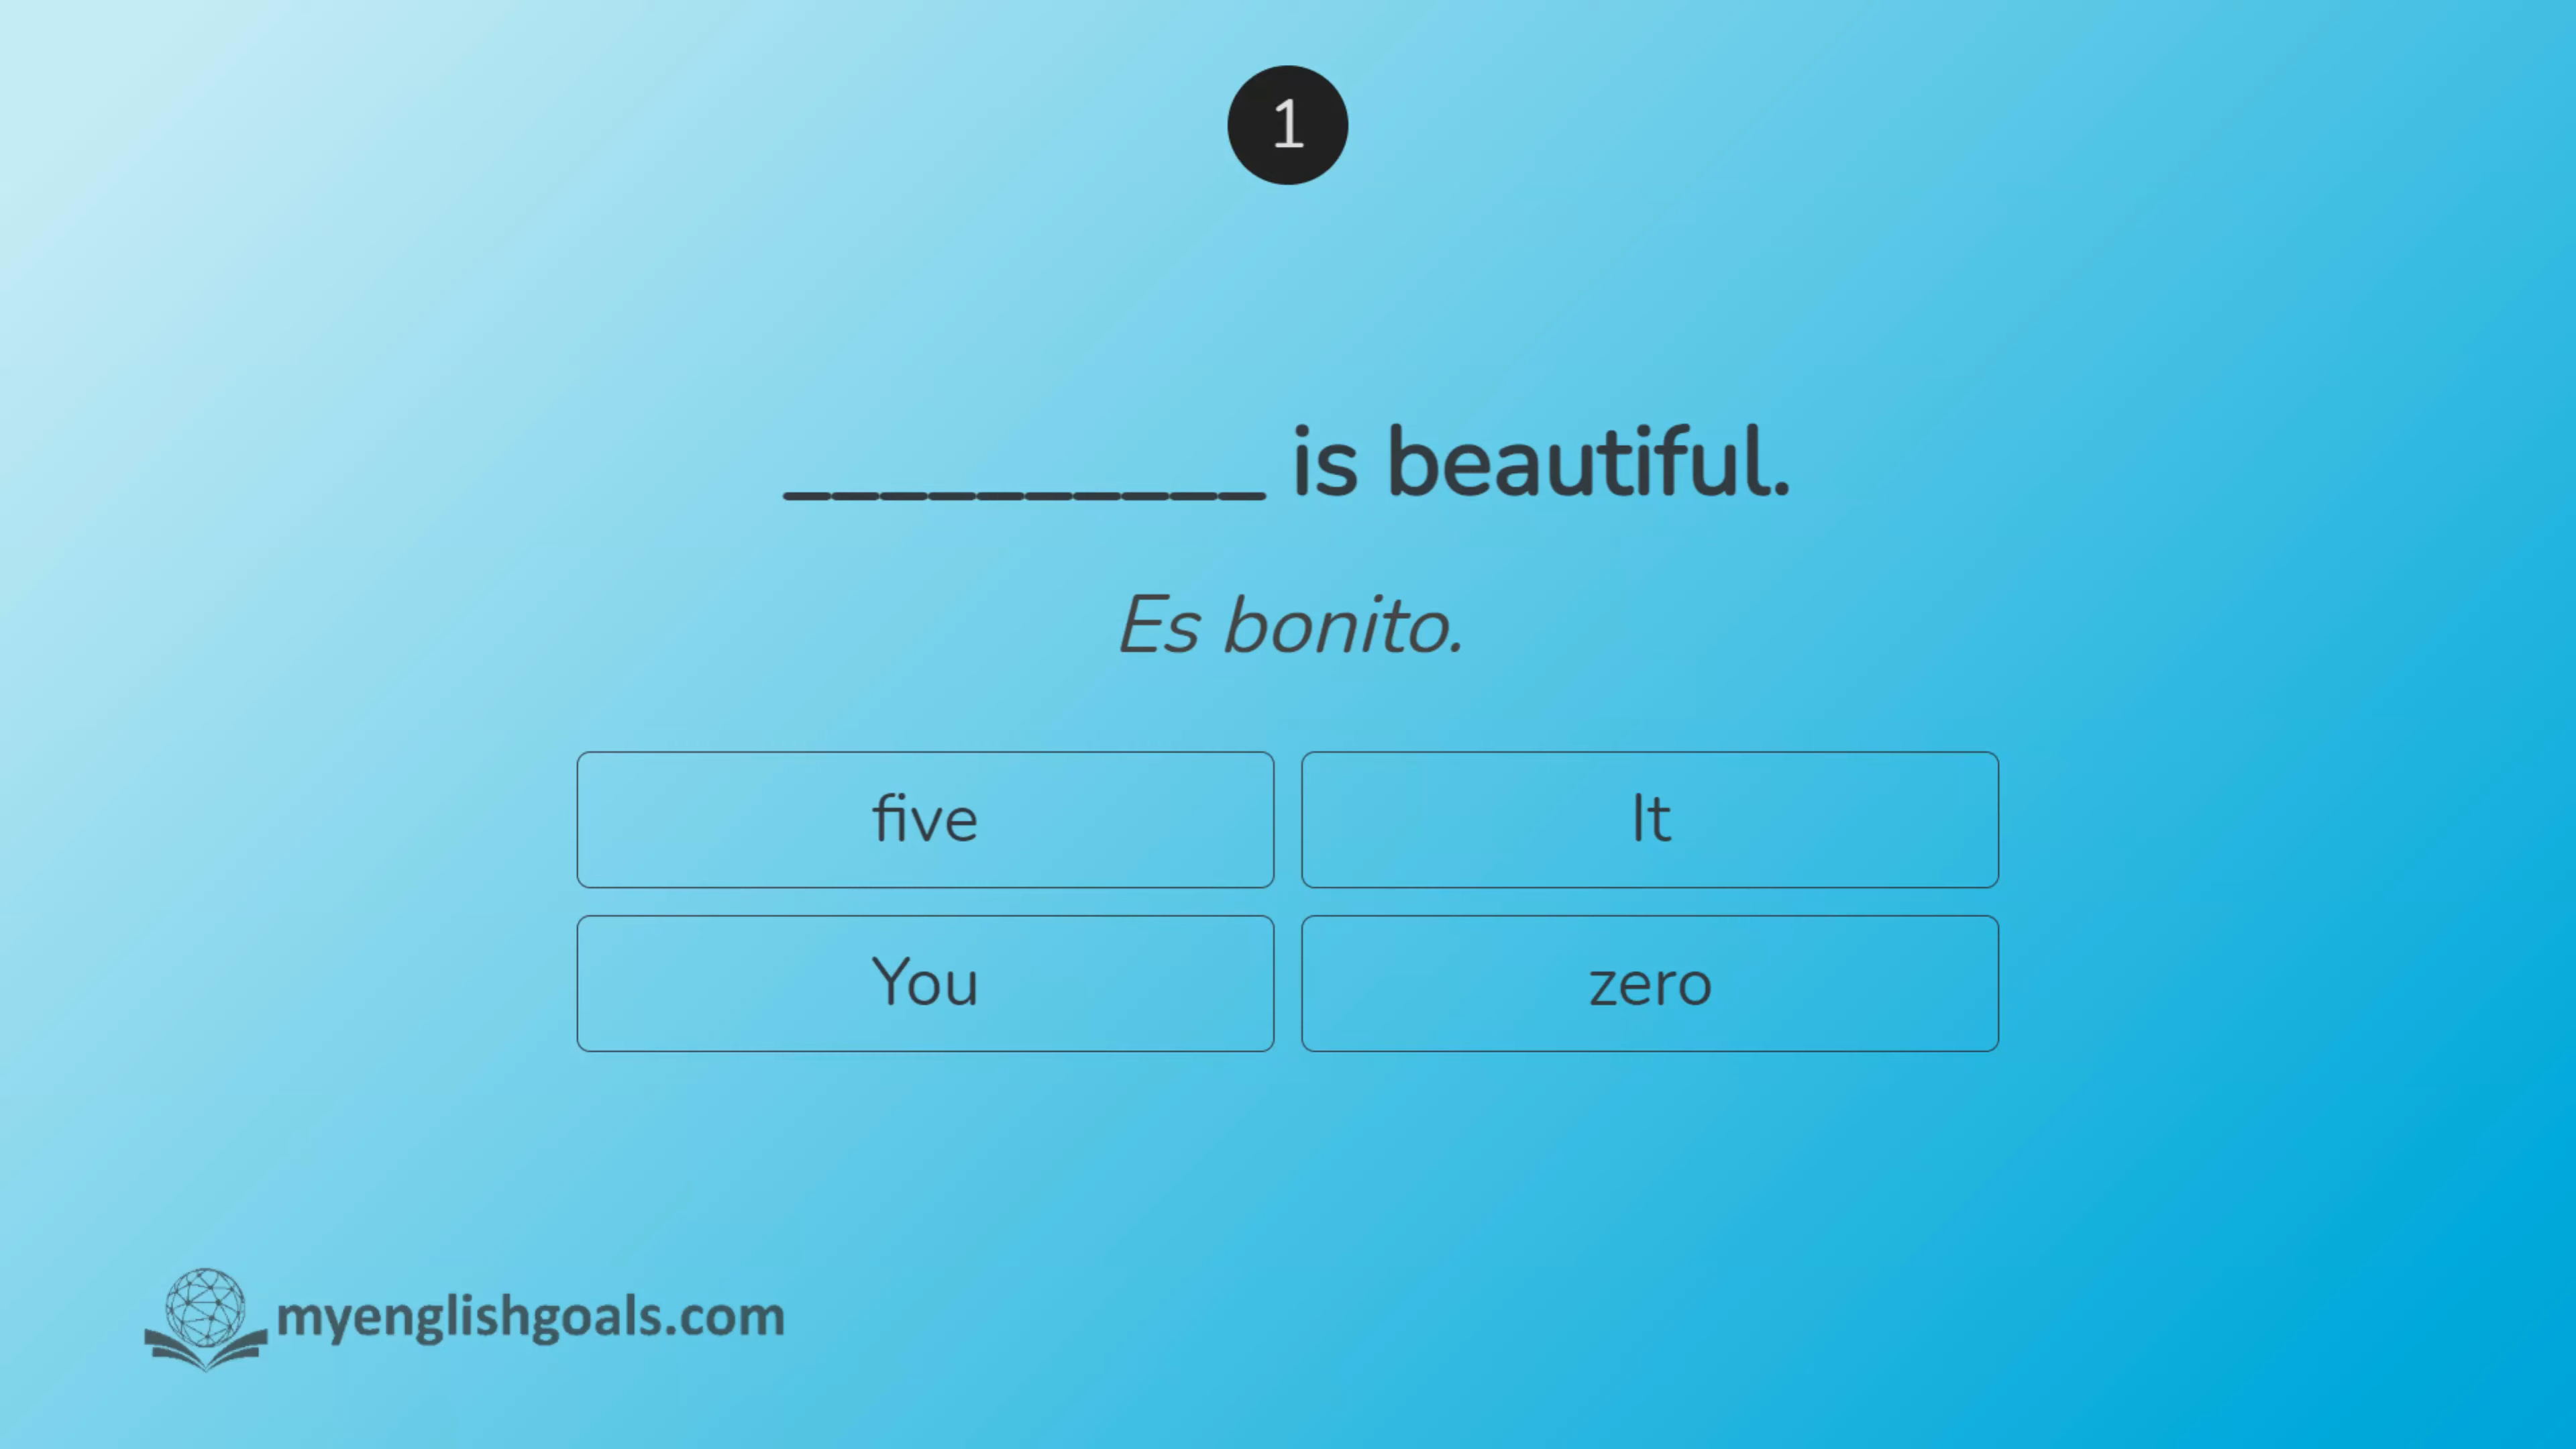 1
__________ is beautiful.
Es bonito.
five
It
You
zero
myenglishgoals.com